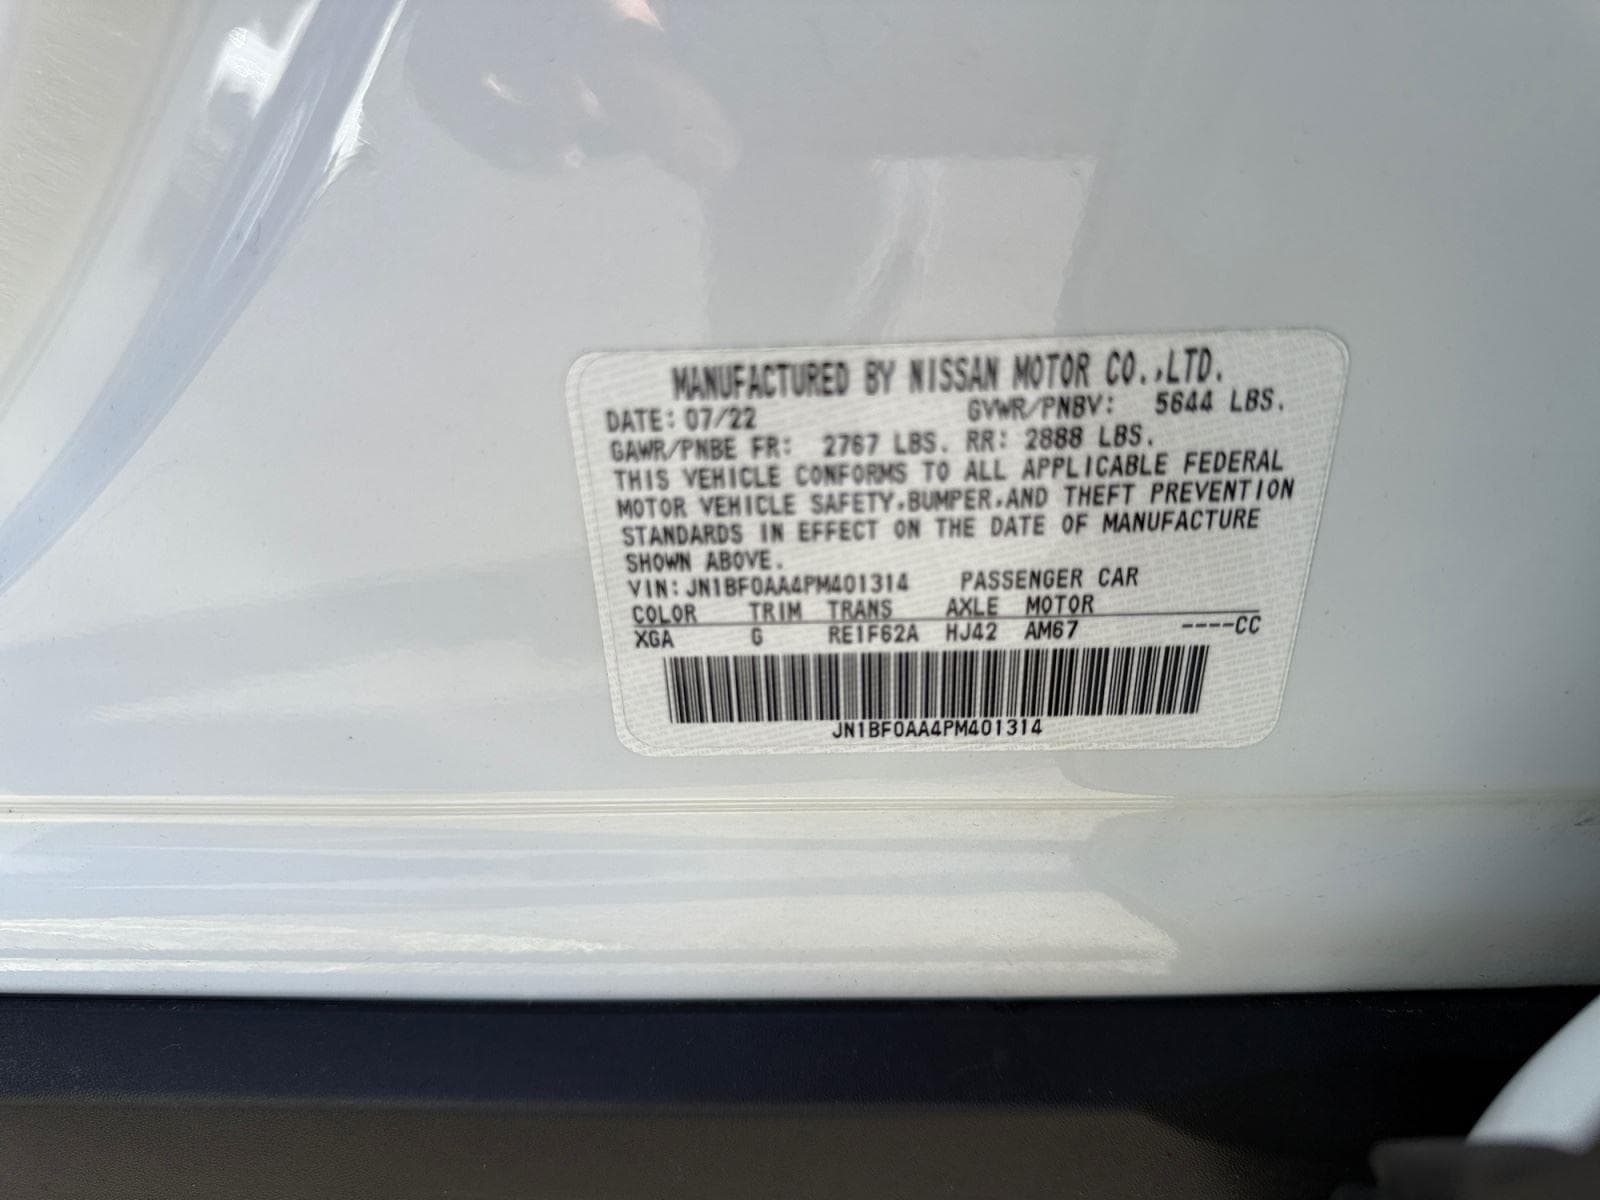 MANUFACTURED BY NISSAN MOTOR CO.,LTD.
DATE: 07/22 GVWR/PNBV: 5644 LBS.
GAWR/PNBE FR: 2767 LBS. RR: 2888 LBS.
THIS VEHICLE CONFORMS TO ALL APPLICABLE FEDERAL
MOTOR VEHICLE SAFETY,BUMPER,AND THEFT PREVENTION
STANDARDS IN EFFECT ON THE DATE OF MANUFACTURE
SHOWN ABOVE.
VIN: JN1BF0AA4PM401314 PASSENGER CAR
COLOR TRIM TRANS AXLE MOTOR
XGA G RE1F62A HJ42 AM67 ----CC
JN1BF0AA4PM401314